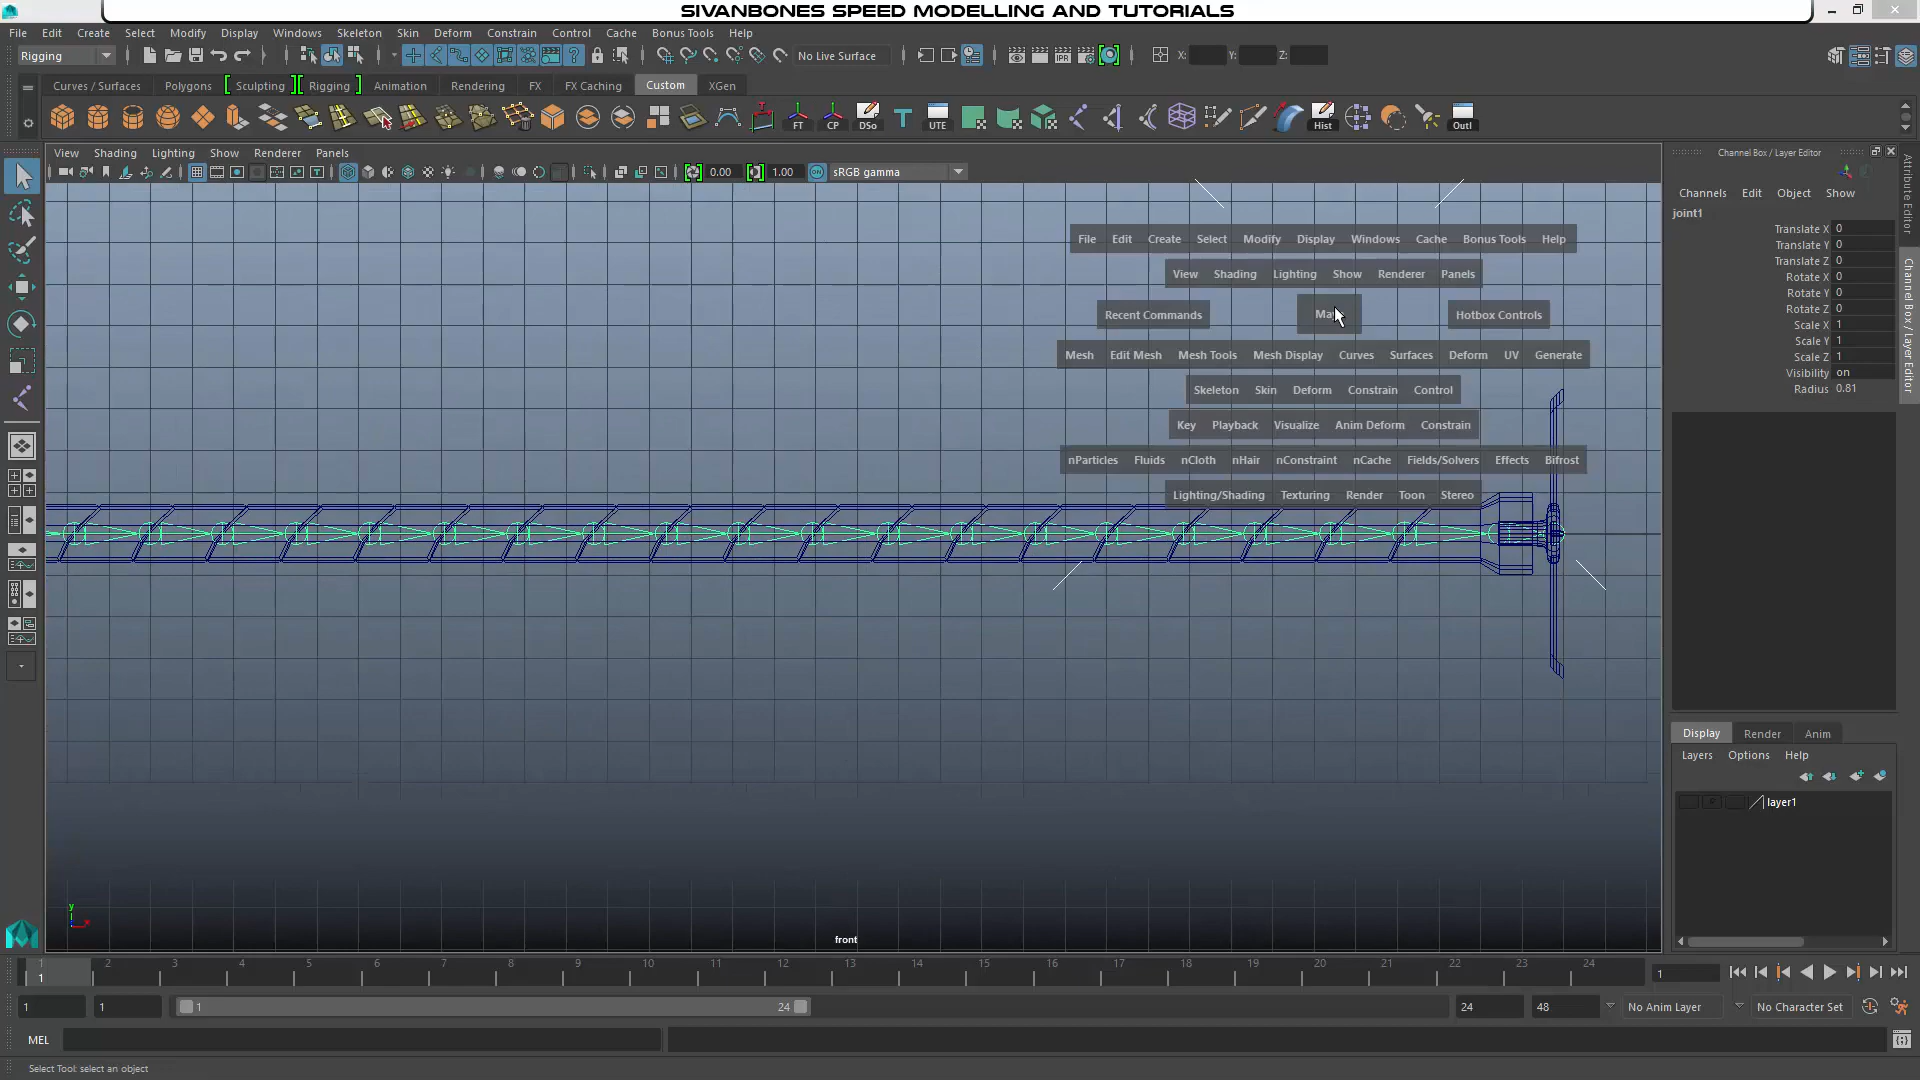 SIVANBONES SPEED MODELLING AND TUTORIALS
File Edit Create Select Modify Display Windows Skeleton Skin Deform Constrain Control Cache Bonus Tools Help
Rigging No Live Surface X: Y: Z:
Curves / Surfaces Polygons Sculpting Rigging Animation Rendering FX FX Caching Custom XGen
FT CP DSo UTE Hist Outl
View Shading Lighting Show Renderer Panels
0.00 1.00 sRGB gamma
Channel Box / Layer Editor
Channels Edit Object Show
joint1
Translate X 0
Translate Y 0
Translate Z 0
Rotate X 0
Rotate Y 0
Rotate Z 0
Scale X 1
Scale Y 1
Scale Z 1
Visibility on
Radius 0.81
Attribute Editor
Channel Box / Layer Editor
File Edit Create Select Modify Display Windows Cache Bonus Tools Help
View Shading Lighting Show Renderer Panels
Recent Commands Hotbox Controls
Mesh Edit Mesh Mesh Tools Mesh Display Curves Surfaces Deform UV Generate
Skeleton Skin Deform Constrain Control
Key Playback Visualize Anim Deform Constrain
nParticles Fluids nCloth nHair nConstraint nCache Fields/Solvers Effects Bifrost
Lighting/Shading Texturing Render Toon Stereo
Display Render Anim
Layers Options Help
layer1
y x
front
1 2 3 4 5 6 7 8 9 10 11 12 13 14 15 16 17 18 19 20 21 22 23 24
1 1
1 1 1 24 24 48 No Anim Layer No Character Set
MEL
Select Tool: select an object